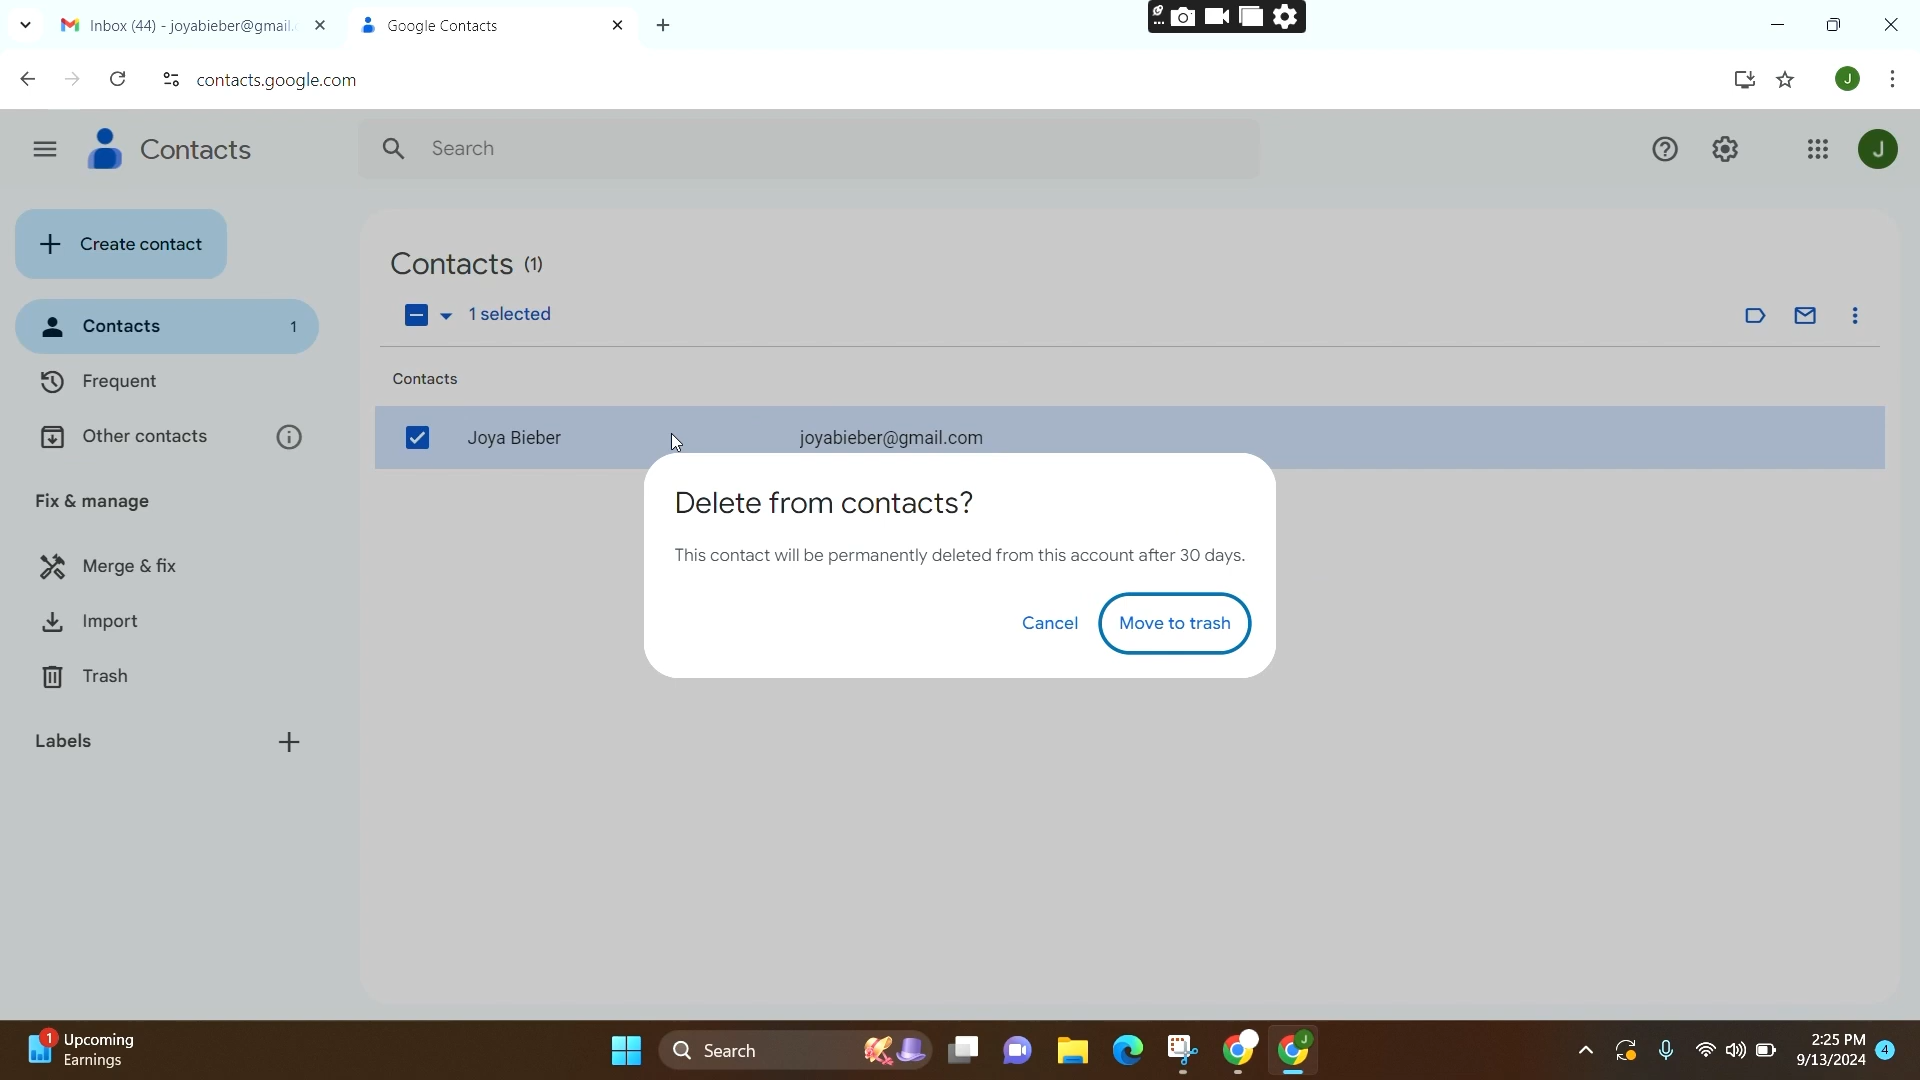 Inbox (44) - joyabieber@gmail.
Google Contacts
contacts.google.com
J
Contacts
Search
J
Create contact
Contacts 1
Frequent
Other contacts
Fix & manage
Merge & fix
Import
Trash
Labels
Contacts (1)
1 selected
Contacts
Joya Bieber joyabieber@gmail.com
Delete from contacts?
This contact will be permanently deleted from this account after 30 days.
Cancel Move to trash
1
Upcoming
Earnings
Search
J
2:25 PM
9/13/2024
4